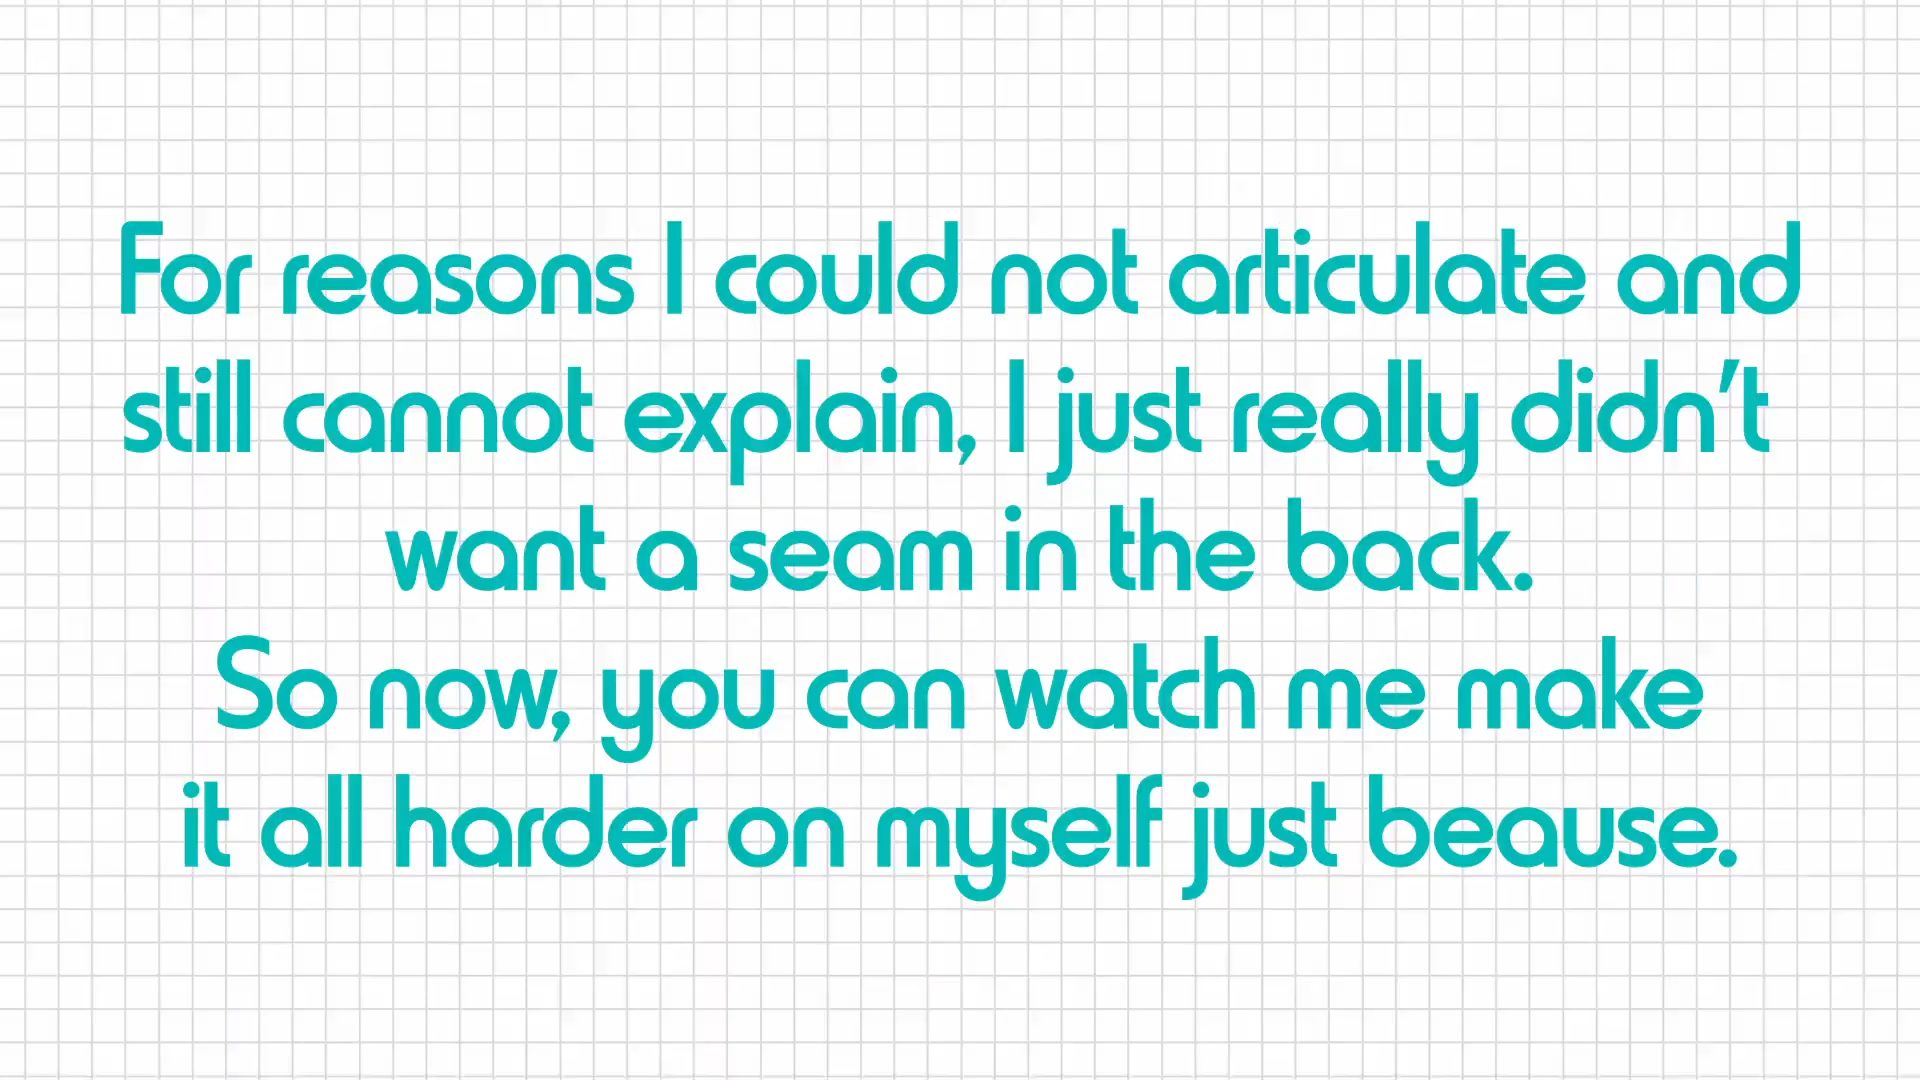 For reasons I could not articulate and
still cannot explain, I just really didn't
want a seam in the back.
So now, you can watch me make
it all harder on myself just beause.